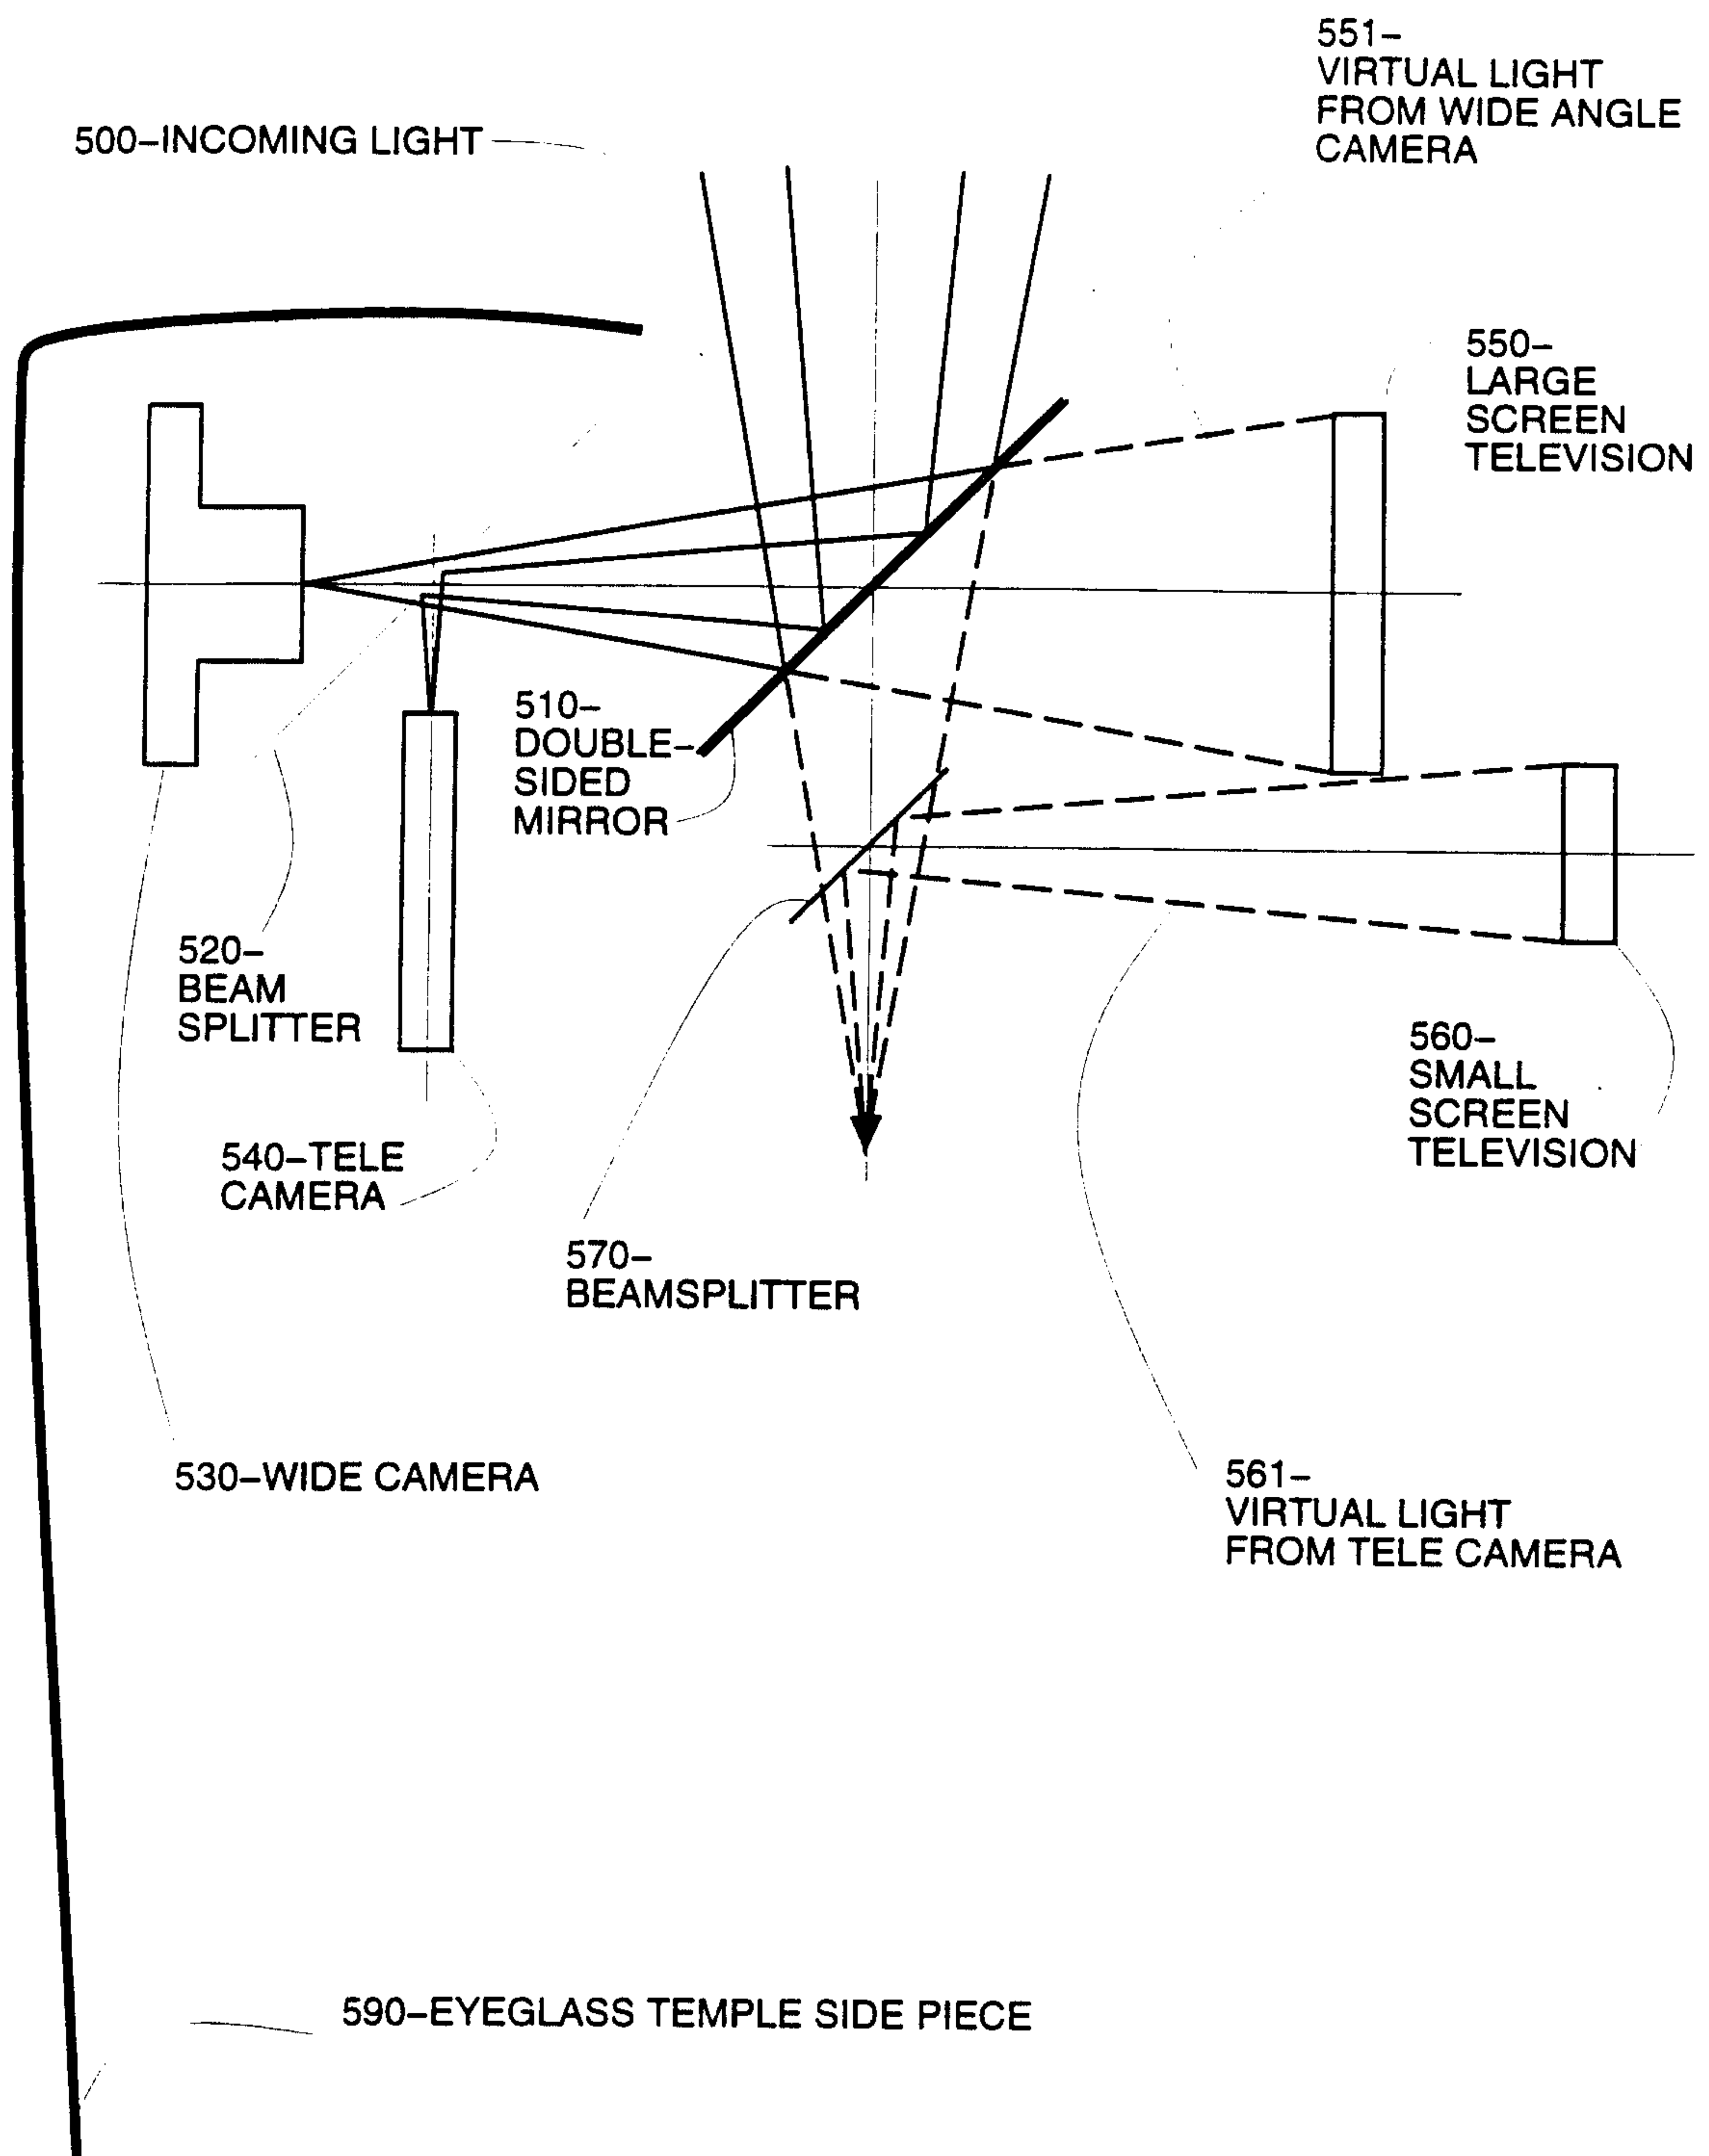 551–
VIRTUAL LIGHT
FROM WIDE ANGLE
CAMERA
500–INCOMING LIGHT
550–
LARGE
SCREEN
TELEVISION
510–
DOUBLE–
SIDED
MIRROR
520–
BEAM
SPLITTER
560–
SMALL
SCREEN
TELEVISION
540–TELE
CAMERA
570–
BEAMSPLITTER
530–WIDE CAMERA
561–
VIRTUAL LIGHT
FROM TELE CAMERA
590–EYEGLASS TEMPLE SIDE PIECE